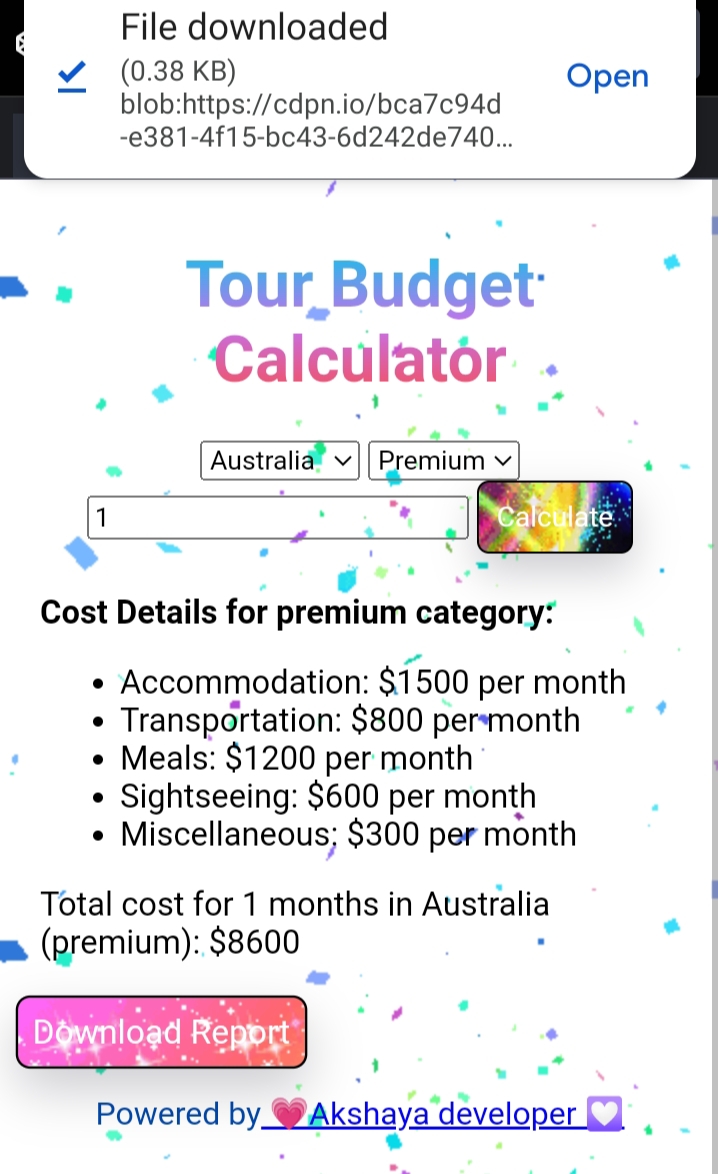 File downloaded
(0.38 KB)
blob:https://cdpn.io/bca7c94d
-e381-4f15-bc43-6d242de740...
Open
Tour Budget
Calculator
Australia
Premium
1
Calculate
Cost Details for premium category:
• Accommodation: $1500 per month
• Transportation: $800 per month
• Meals: $1200 per month
• Sightseeing: $600 per month
• Miscellaneous: $300 per month
Total cost for 1 months in Australia
(premium): $8600
Download Report
Powered by 💗Akshaya developer 💟